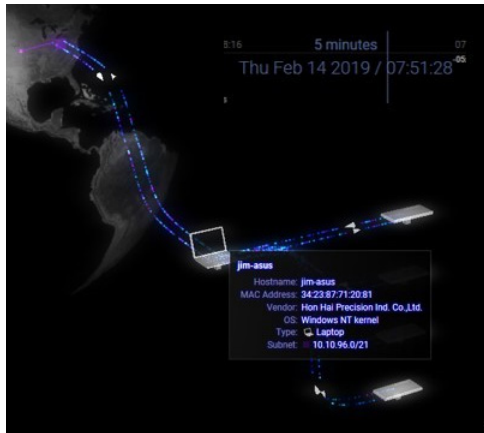 8:16 5 minutes 07
Thu Feb 14 2019 / 07:51:28 -05
jim-asus
Hostname: jim-asus
MAC Address: 34:23:87:71:20:81
Vendor: Hon Hai Precision Ind. Co.,Ltd.
OS: Windows NT kernel
Type: Laptop
Subnet: 10.10.96.0/21